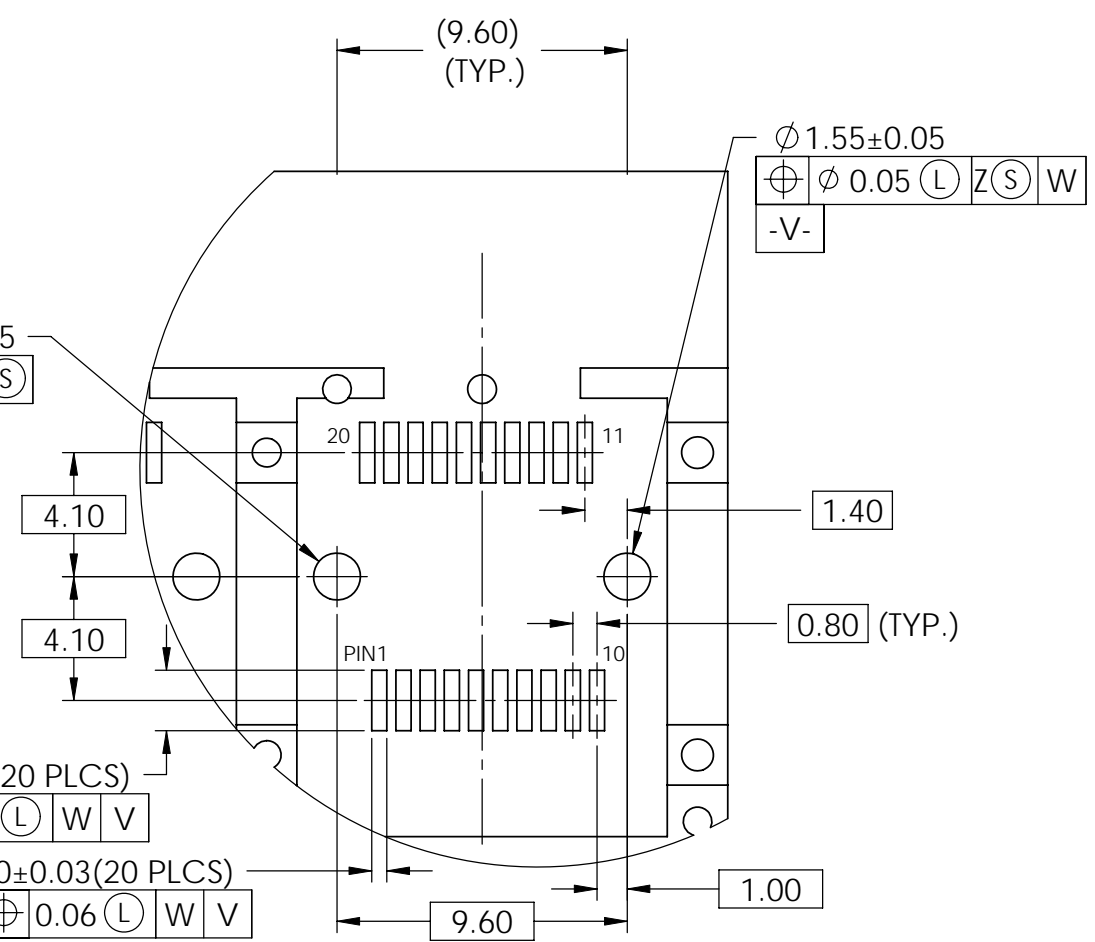 (9.60)
(TYP.)
⌀1.55±0.05
⌖ ⌀ 0.05 Ⓛ Z Ⓢ W
-V-
5
Ⓢ
20
11
4.10
1.40
4.10
0.80 (TYP.)
PIN1
10
20 PLCS)
Ⓛ W V
0±0.03(20 PLCS)
⌖ 0.06 Ⓛ W V
1.00
9.60